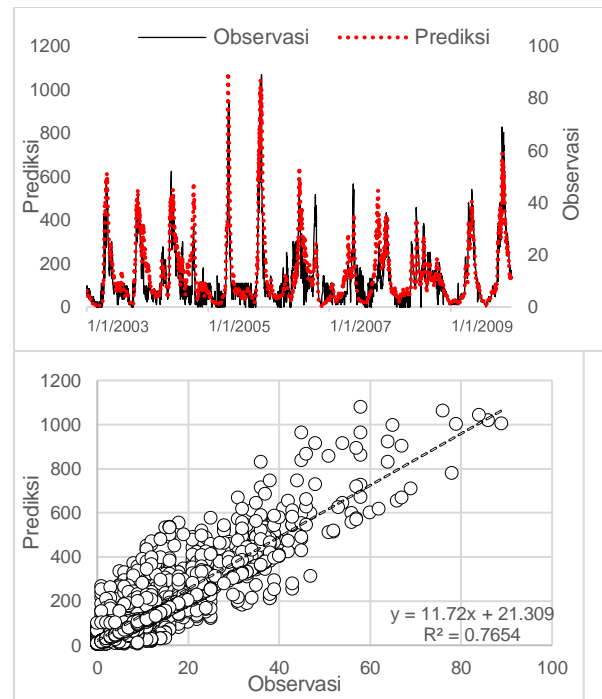 Observasi Prediksi
1200 100
1000 80
800 60
600
400 40
200 20
0 0
Prediksi
Observasi
1/1/2003 1/1/2005 1/1/2007 1/1/2009
1200
1000
800
600
400
200
0
Prediksi
y = 11.72x + 21.309
R² = 0.7654
0 20 40 60 80 100
Observasi